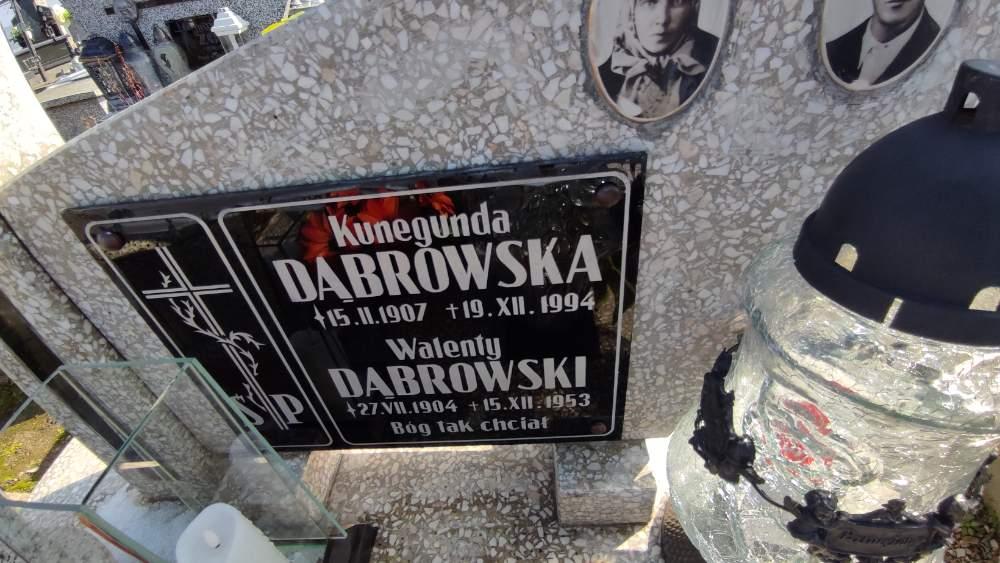 Kunegunda
DĄBROWSKA
*15.II.1907 †19.XII.1994
Walenty
DĄBROWSKI
*27.VII.1904 †15.XII.1953
Bóg tak chciał
SP